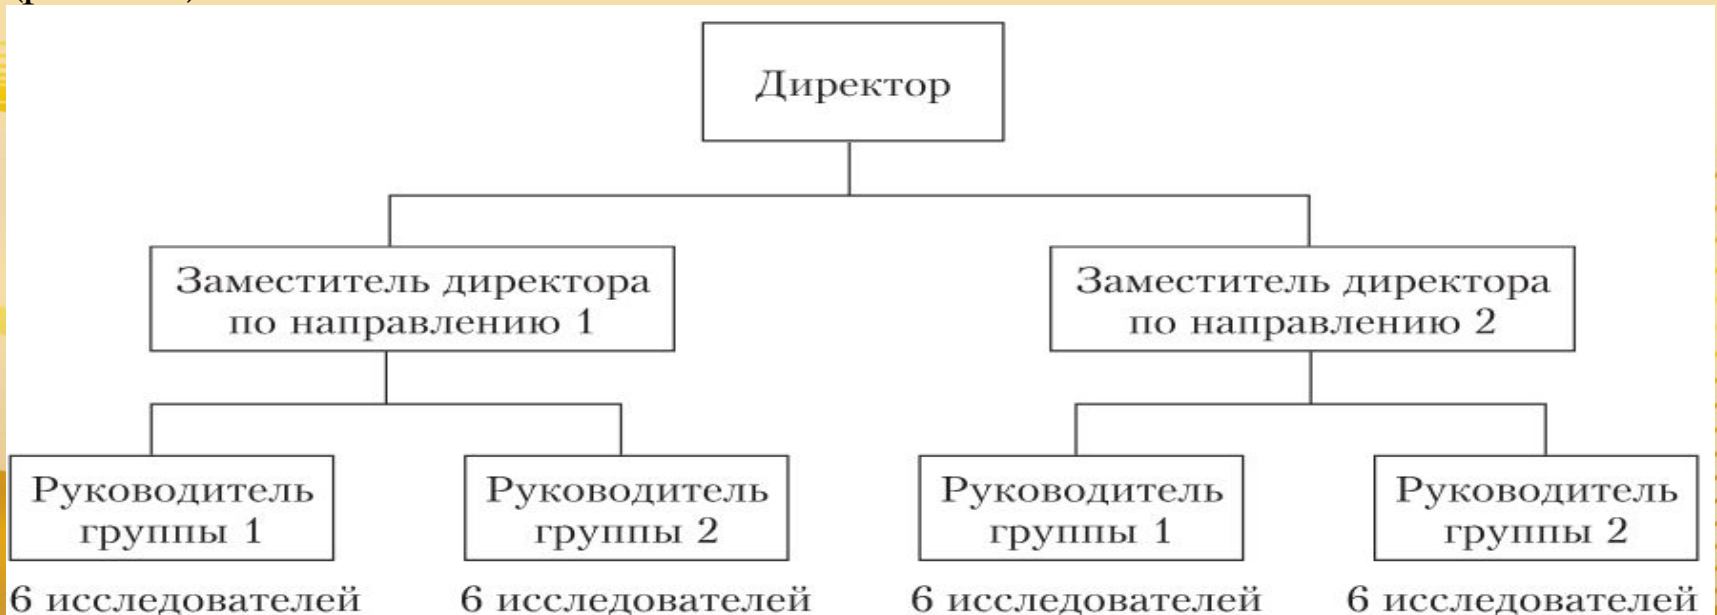 Директор
Заместитель директора
по направлению 1
Заместитель директора
по направлению 2
Руководитель
группы 1
Руководитель
группы 2
Руководитель
группы 1
Руководитель
группы 2
6 исследователей
6 исследователей
6 исследователей
6 исследователей